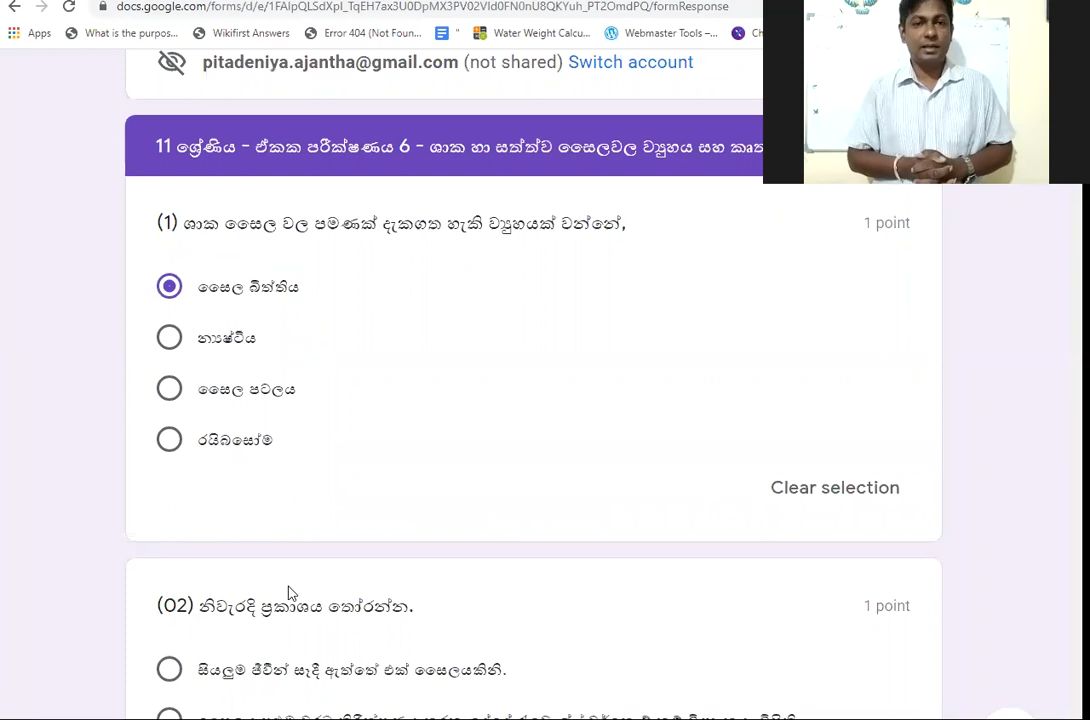 docs.google.com/forms/d/e/1FAIpQLSdXpI_TqEH7ax3U0DpMX3PV02VId0FN0nU8QKYuh_PT2OmdPQ/formResponse
Apps What is the purpos... Wikifirst Answers Error 404 (Not Foun... Water Weight Calcu... Webmaster Tools –... Ch
pitadeniya.ajantha@gmail.com (not shared) Switch account
11 ශ්‍රේණිය - ඒකක පරීක්ෂණය 6 - ශාක හා සත්ත්ව සෛලවල ව්‍යුහය සහ
(1) ශාක සෛල වල පමණක් දැකගත හැකි ව්‍යුහයක් වන්නේ, 1 point
සෛල බිත්තිය
න්‍යෂ්ටිය
සෛල පටලය
රයිබසෝම
Clear selection
(02) නිවැරදි ප්‍රකාශය තෝරන්න. 1 point
සියලුම ජීවීන් සෑදී ඇත්තේ එක් සෛලයකිනි.